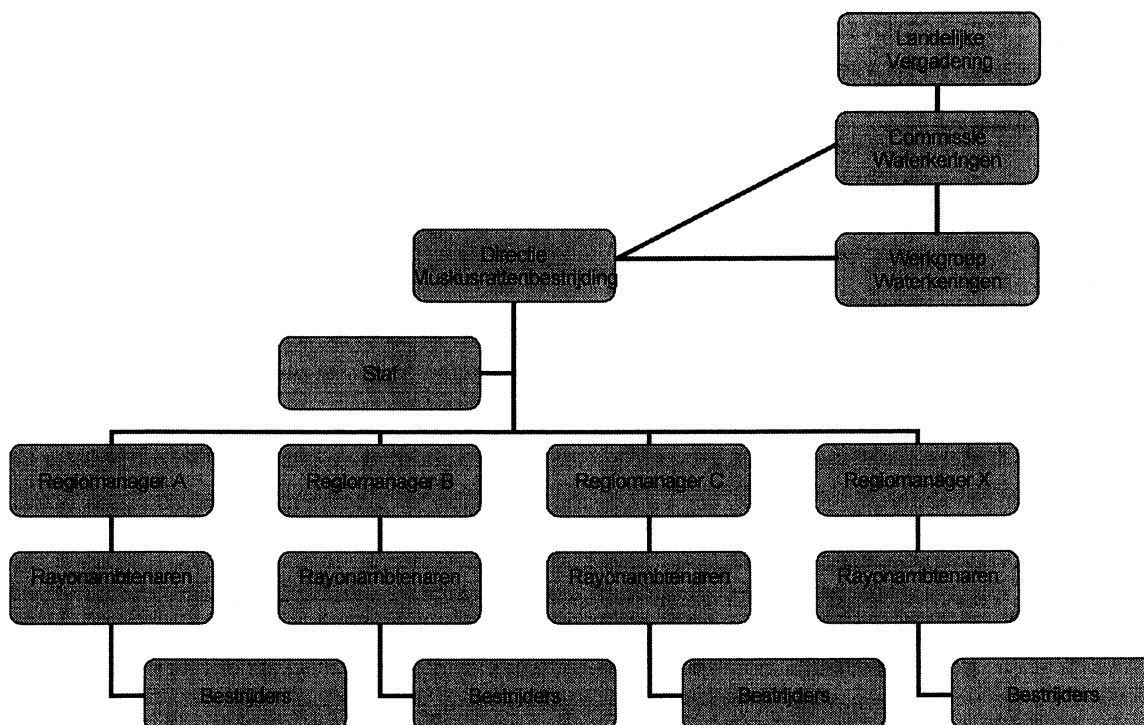 Landelijke
Vergadering
Commissie
Waterkeringen
Directie
Muskusrattenbestrijding
Werkgroep
Waterkeringen
Staf
Regiomanager A
Regiomanager B
Regiomanager C
Regiomanager X
Rayonambtenaren
Rayonambtenaren
Rayonambtenaren
Rayonambtenaren
Bestrijders
Bestrijders
Bestrijders
Bestrijders